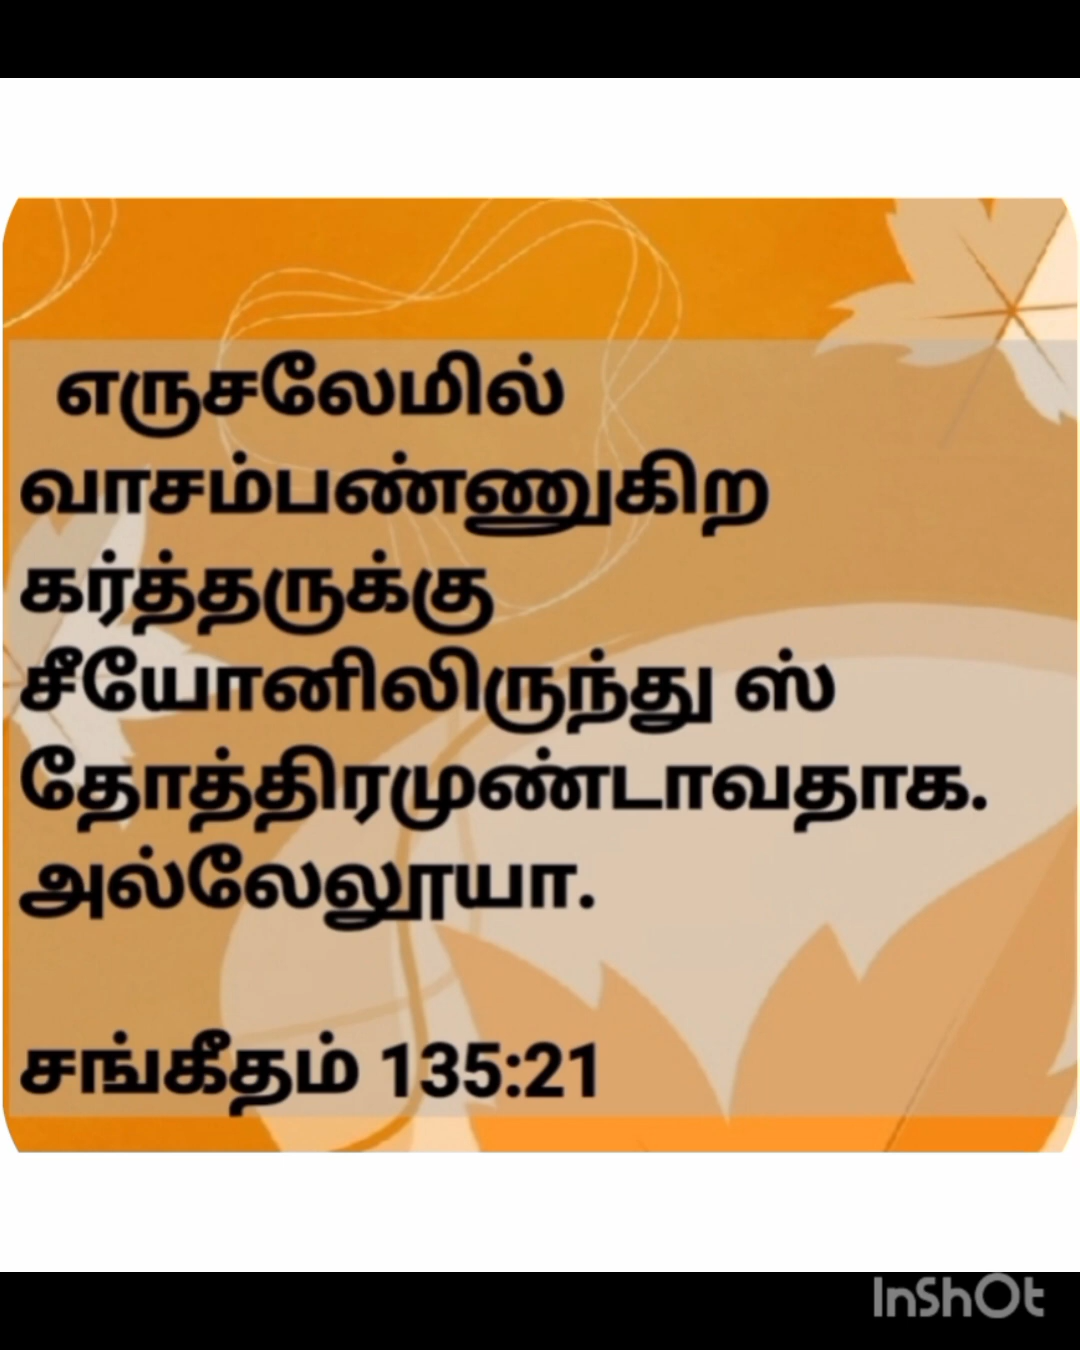 எருசலேமில்
வாசம்பண்ணுகிற
கர்த்தருக்கு
சீயோனிலிருந்து ஸ்
தோத்திரமுண்டாவதாக.
அல்லேலூயா.
சங்கீதம் 135:21
InShOt